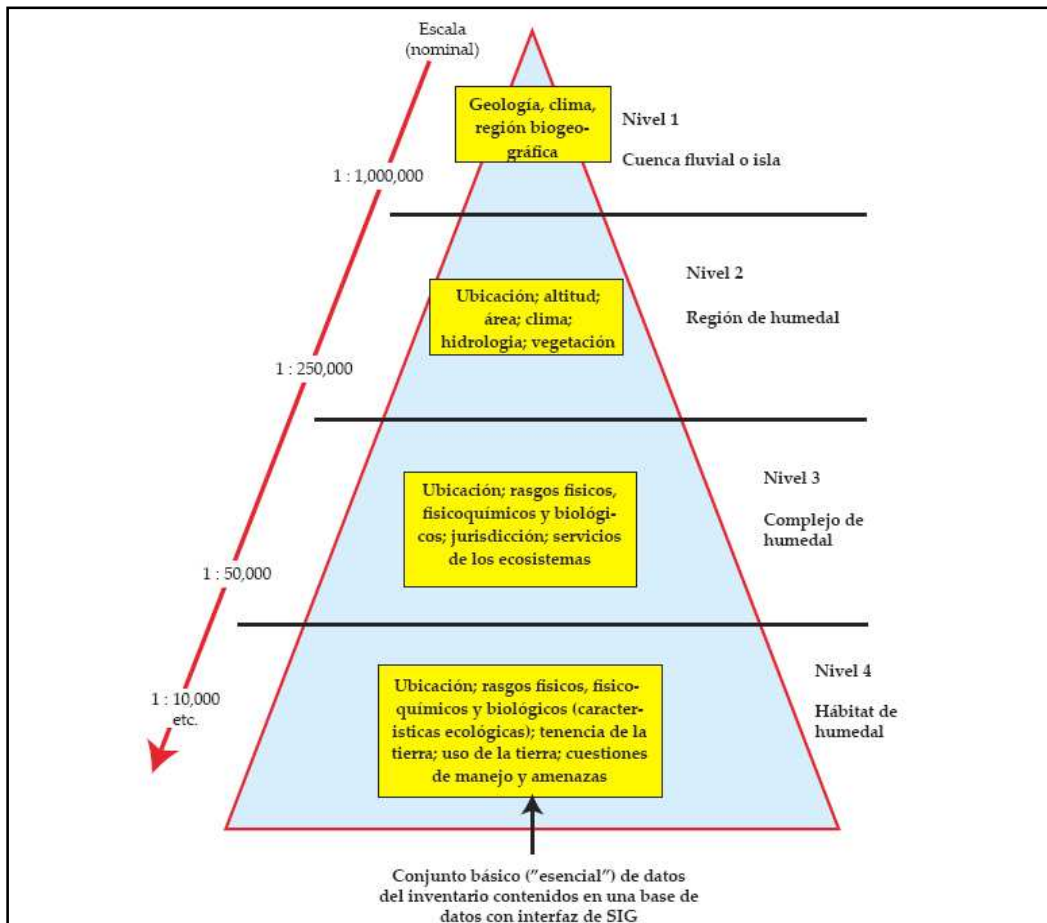 Escala
(nominal)
Geología, clima,
región biogeo-
gráfica
Nivel 1
Cuenca fluvial o isla
1 : 1,000,000
Ubicación; altitud;
área; clima;
hidrologia; vegetación
Nivel 2
Región de humedal
1 : 250,000
Ubicación; rasgos fisicos,
fisicoquímicos y biológi-
cos; jurisdicción; servicios
de los ecosistemas
Nivel 3
Complejo de
humedal
1 : 50,000
Ubicación; rasgos fisicos, fisico-
químicos y biológicos (caracter-
isticas ecológicas); tenencia de la
tierra; uso de la tierra; cuestiones
de manejo y amenazas
Nivel 4
Hábitat de
humedal
1 : 10,000
etc.
Conjunto básico ("esencial") de datos
del inventario contenidos en una base de
datos con interfaz de SIG